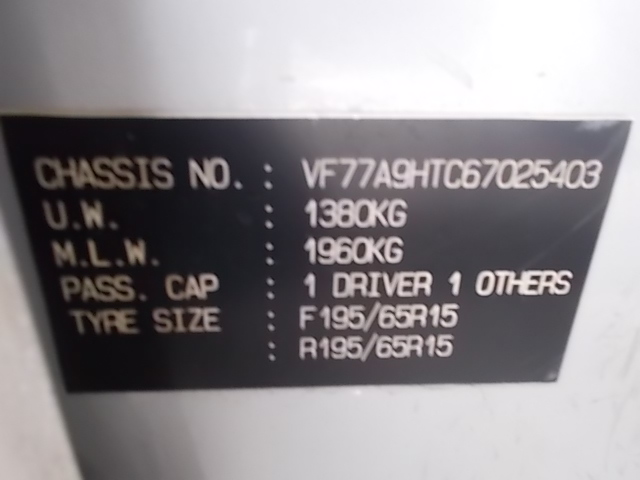 CHASSIS NO. : VF77A9HTC67025403
U.W. : 1380KG
M.L.W. : 1960KG
PASS. CAP : 1 DRIVER 1 OTHERS
TYRE SIZE : F195/65R15
: R195/65R15